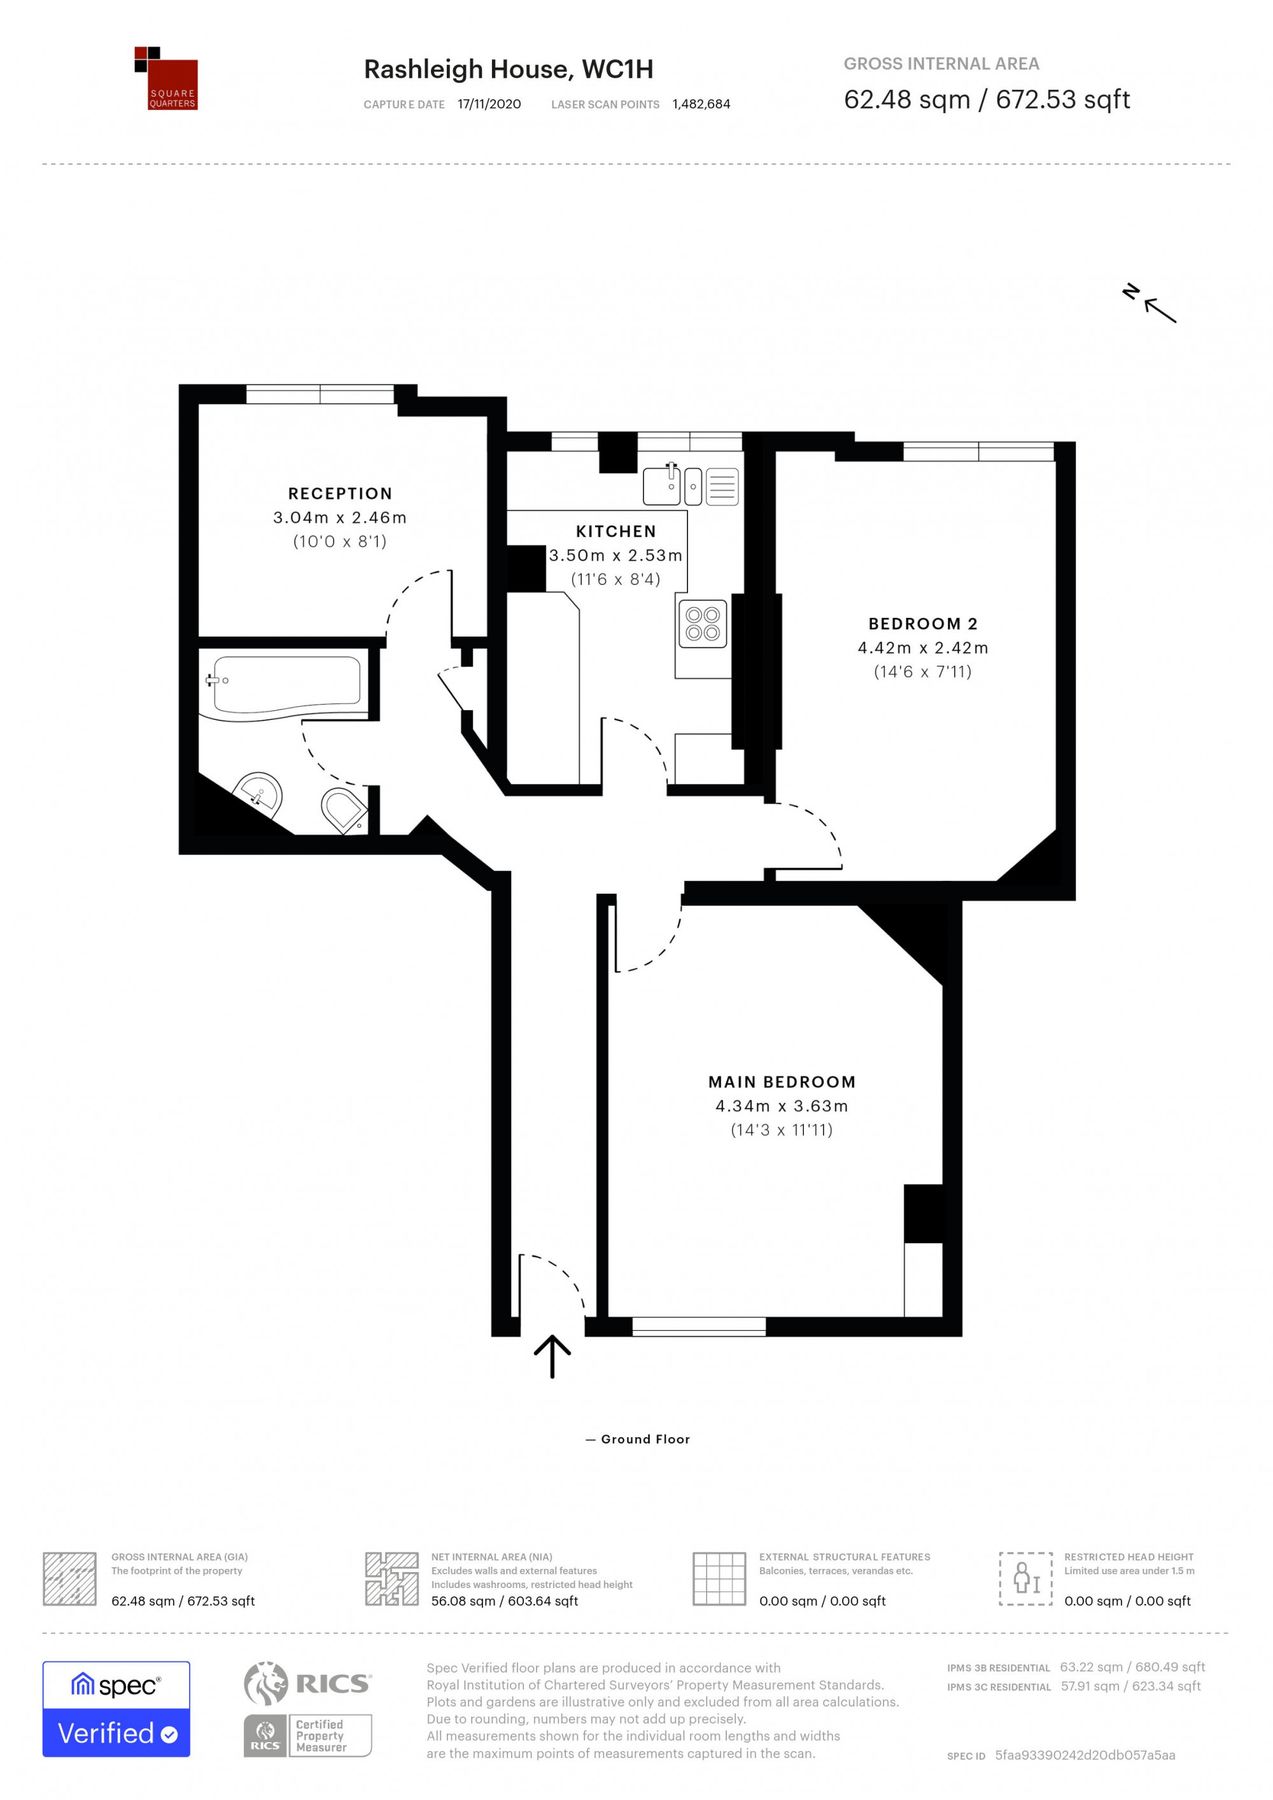 SQUARE
QUARTERS
Rashleigh House, WC1H
CAPTURE DATE 17/11/2020 LASER SCAN POINTS 1,482,684
GROSS INTERNAL AREA
62.48 sqm / 672.53 sqft
N
RECEPTION
3.04m x 2.46m
(10'0 x 8'1)
KITCHEN
3.50m x 2.53m
(11'6 x 8'4)
BEDROOM 2
4.42m x 2.42m
(14'6 x 7'11)
MAIN BEDROOM
4.34m x 3.63m
(14'3 x 11'11)
— Ground Floor
GROSS INTERNAL AREA (GIA)
The footprint of the property
62.48 sqm / 672.53 sqft
NET INTERNAL AREA (NIA)
Excludes walls and external features
Includes washrooms, restricted head height
56.08 sqm / 603.64 sqft
EXTERNAL STRUCTURAL FEATURES
Balconies, terraces, verandas etc.
0.00 sqm / 0.00 sqft
RESTRICTED HEAD HEIGHT
Limited use area under 1.5 m
0.00 sqm / 0.00 sqft
spec®
Verified
RICS®
RICS
Certified
Property
Measurer
Spec Verified floor plans are produced in accordance with
Royal Institution of Chartered Surveyors' Property Measurement Standards.
Plots and gardens are illustrative only and excluded from all area calculations.
Due to rounding, numbers may not add up precisely.
All measurements shown for the individual room lengths and widths
are the maximum points of measurements captured in the scan.
IPMS 3B RESIDENTIAL 63.22 sqm / 680.49 sqft
IPMS 3C RESIDENTIAL 57.91 sqm / 623.34 sqft
SPEC ID 5faa93390242d20db057a5aa